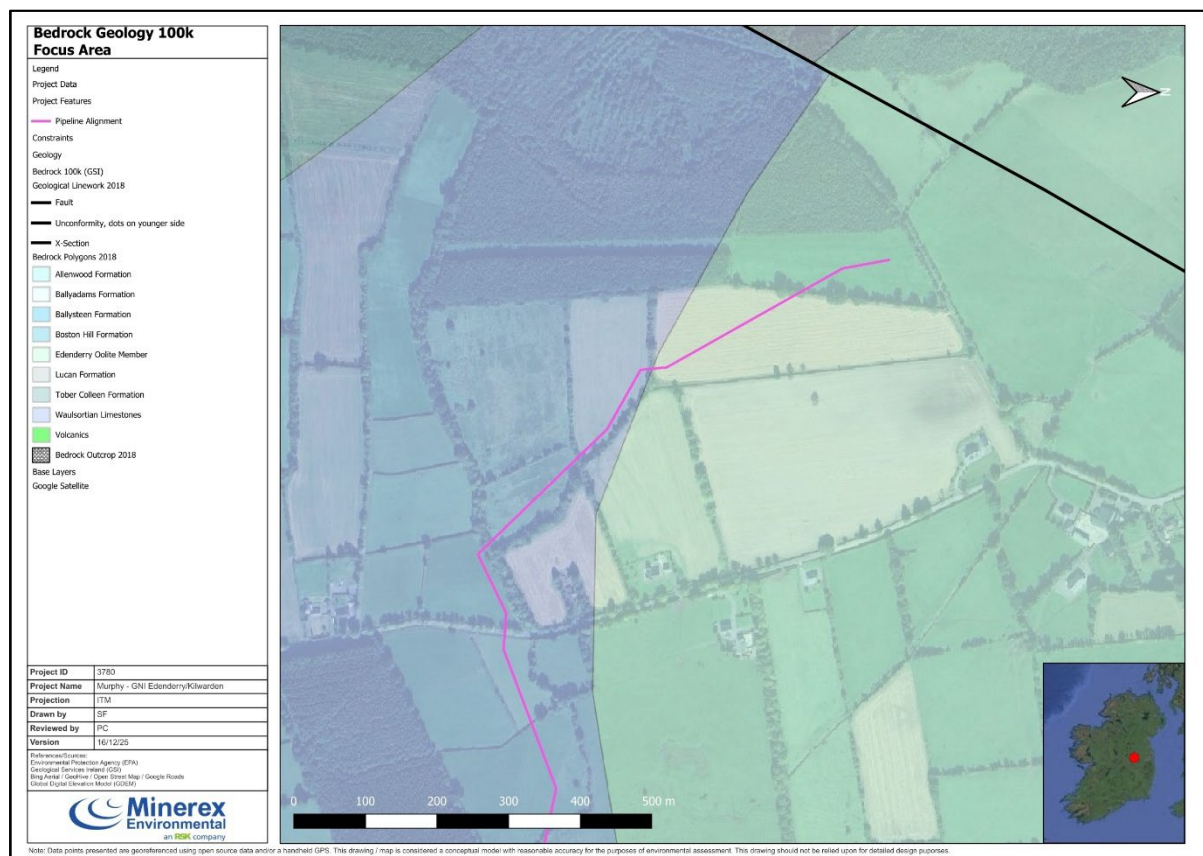 Bedrock Geology 100k
Focus Area
Legend
Project Data
Project Features
Pipeline Alignment
Constraints
Geology
Bedrock 100k (GSI)
Geological Linework 2018
Fault
Unconformity, dots on younger side
X-Section
Bedrock Polygons 2018
Allenwood Formation
Ballyadams Formation
Ballysteen Formation
Boston Hill Formation
Edenderry Oolite Member
Lucan Formation
Tober Colleen Formation
Waulsortian Limestones
Volcanics
Bedrock Outcrop 2018
Base Layers
Google Satellite
Project ID 3780
Project Name Murphy - GNI Edenderry/Kilwarden
Projection ITM
Drawn by SF
Reviewed by PC
Version 16/12/25
References/Sources:
Environmental Protection Agency (EPA)
Geological Services Ireland (GSI)
Bing Aerial / GeoHive / Open Street Map / Google Roads
Global Digital Elevation Model (GDEM)
Minerex
Environmental
an RSK company
N
0 100 200 300 400 500 m
Note: Data points presented are georeferenced using open source data and/or a handheld GPS. This drawing / map is considered a conceptual model with reasonable accuracy for the purposes of environmental assessment. This drawing should not be relied upon for detailed design puporses.